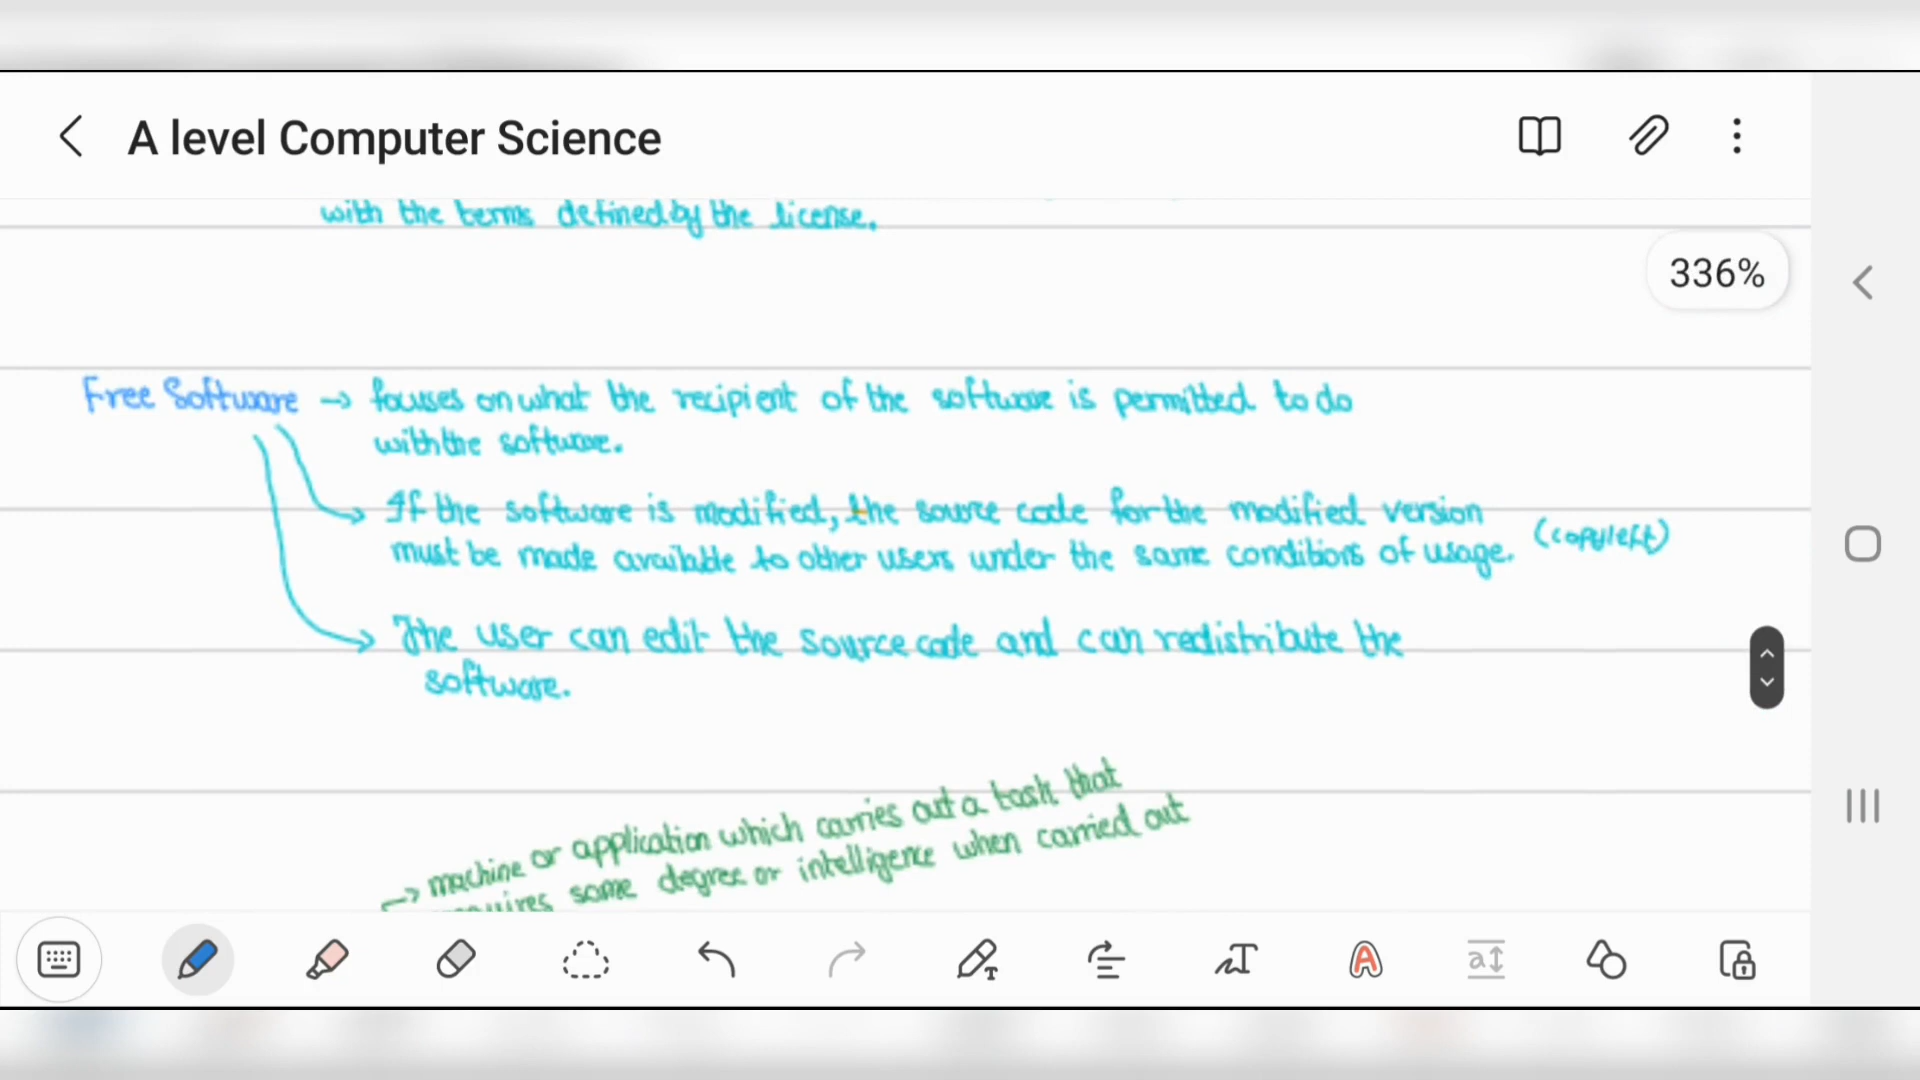 A level Computer Science
with the terms defined by the license.
336%
Free Software → focuses on what the recipient of the software is permitted to do
with the software.
→ If the software is modified, the source code for the modified version
must be made available to other users under the same conditions of usage. (copyleft)
→ The user can edit the source code and can redistribute the
software.
→ machine or application which carries out a task that
requires some degree or intelligence when carried out